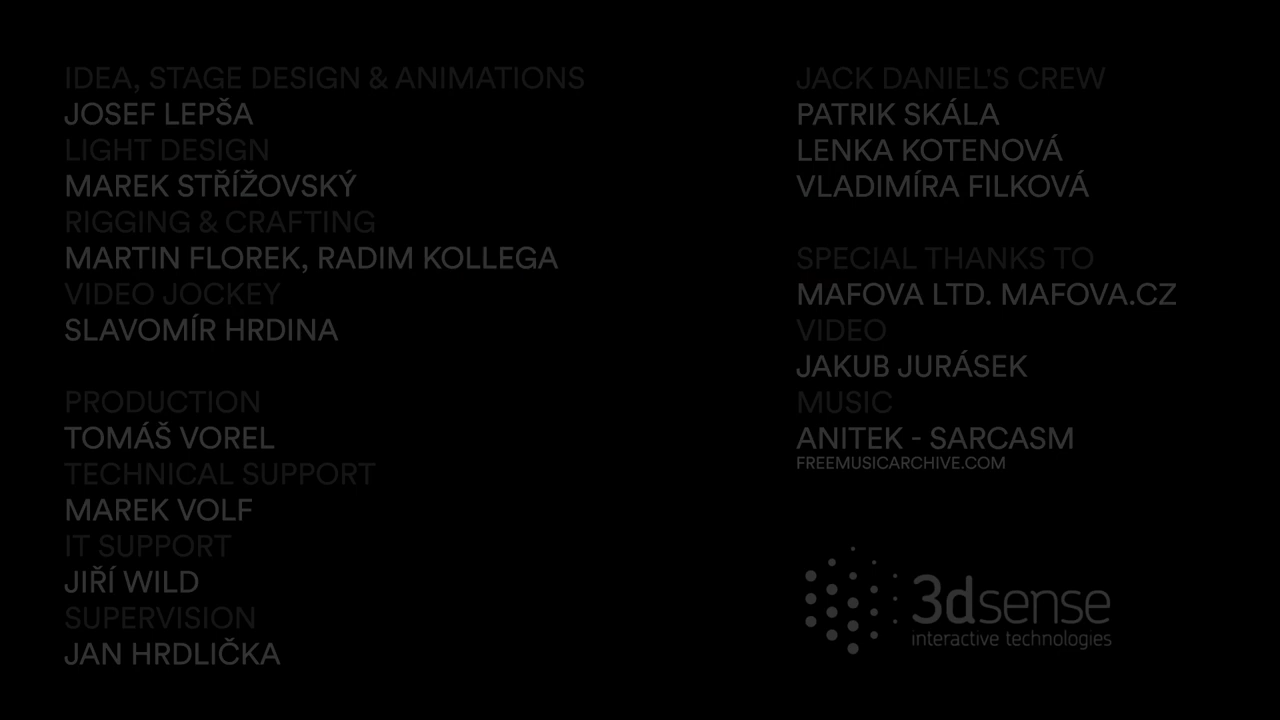 IDEA, STAGE DESIGN & ANIMATIONS
JOSEF LEPŠA
LIGHT DESIGN
MAREK STŘÍŽOVSKÝ
RIGGING & CRAFTING
MARTIN FLOREK, RADIM KOLLEGA
VIDEO JOCKEY
SLAVOMÍR HRDINA
PRODUCTION
TOMÁŠ VOREL
TECHNICAL SUPPORT
MAREK VOLF
IT SUPPORT
JIŘÍ WILD
SUPERVISION
JAN HRDLIČKA
JACK DANIEL'S CREW
PATRIK SKÁLA
LENKA KOTENOVÁ
VLADIMÍRA FILKOVÁ
SPECIAL THANKS TO
MAFOVA LTD. MAFOVA.CZ
VIDEO
JAKUB JURÁSEK
MUSIC
ANITEK - SARCASM
FREEMUSICARCHIVE.COM
3dsense
interactive technologies